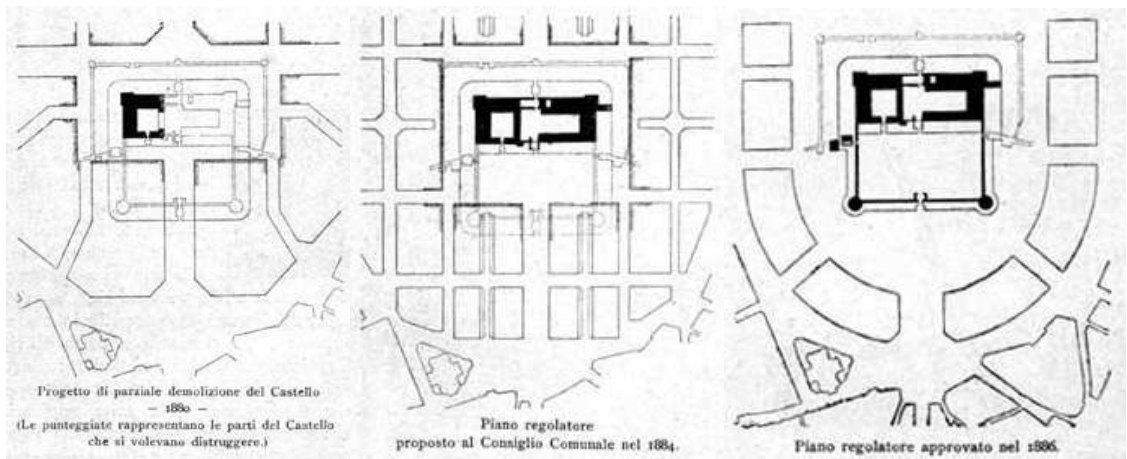 Progetto di parziale demolizione del Castello
— 1880 —
(Le punteggiate rappresentano le parti del Castello
che si volevano distruggere.)
Piano regolatore
proposto al Consiglio Comunale nel 1884.
Piano regolatore approvato nel 1886.